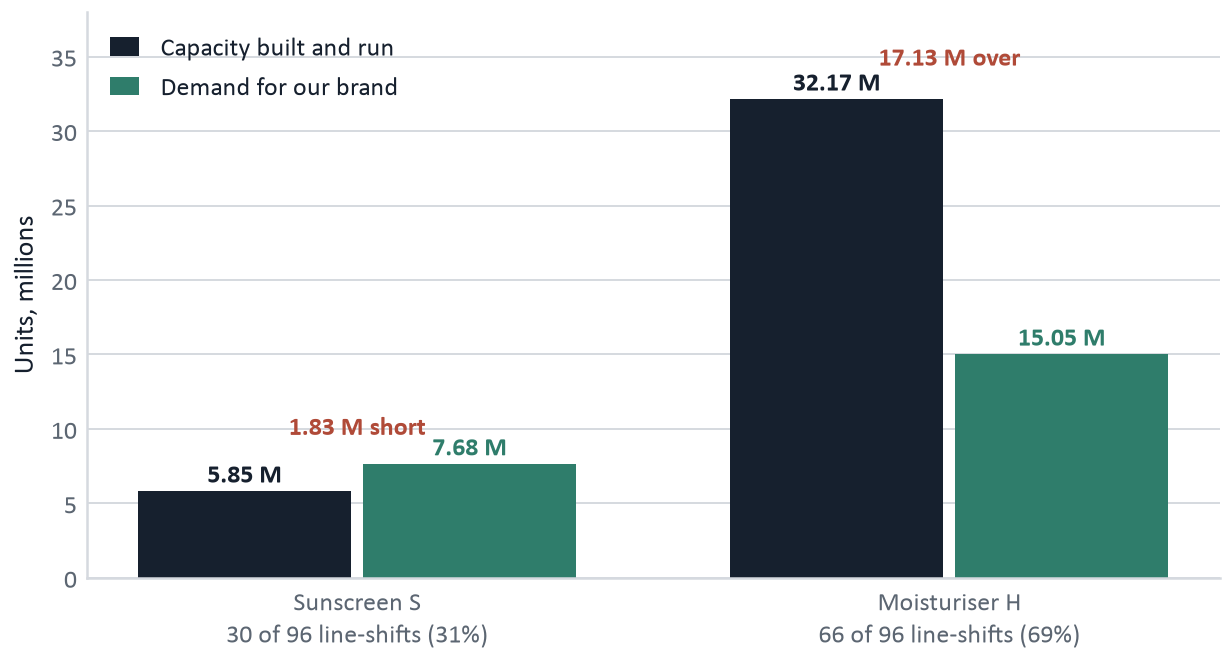 Capacity built and run
Demand for our brand
Units, millions
35
30
25
20
15
10
5
0
1.83 M short
5.85 M
7.68 M
17.13 M over
32.17 M
15.05 M
Sunscreen S
30 of 96 line-shifts (31%)
Moisturiser H
66 of 96 line-shifts (69%)